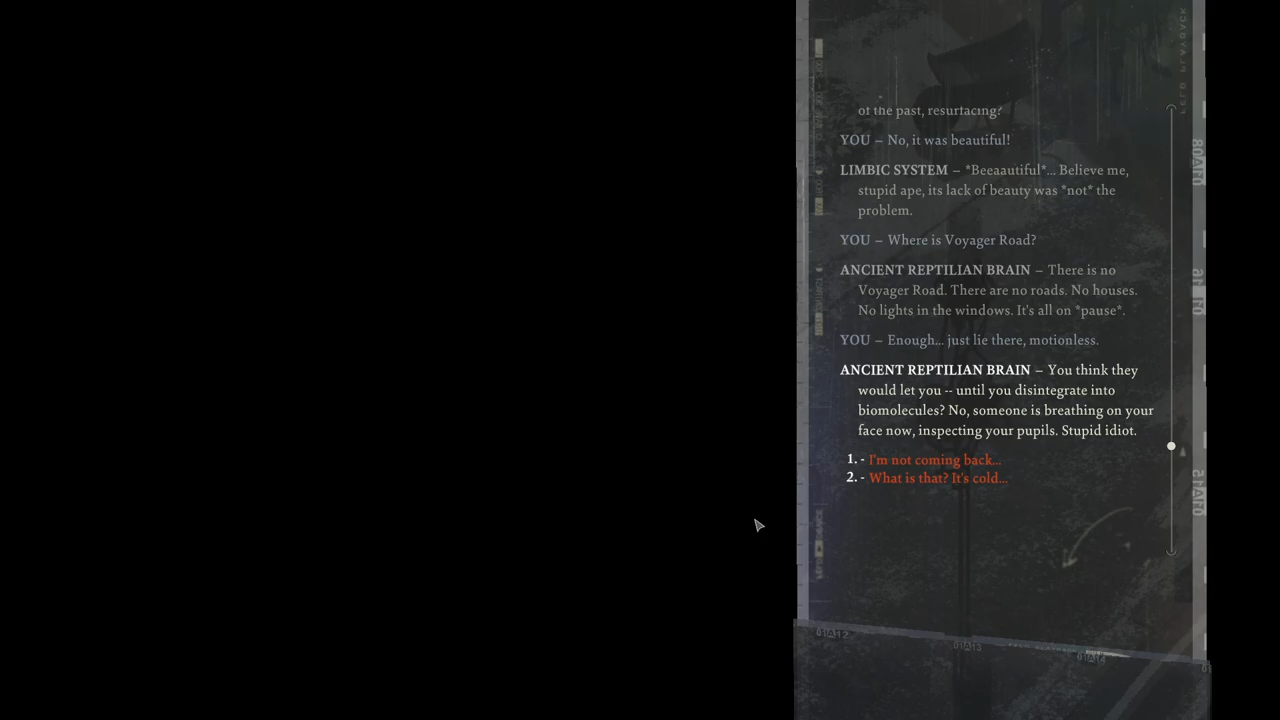 of the past, resurfacing?
YOU – No, it was beautiful!
LIMBIC SYSTEM – *Beeaautiful*... Believe me,
stupid ape, its lack of beauty was *not* the
problem.
YOU – Where is Voyager Road?
ANCIENT REPTILIAN BRAIN – There is no
Voyager Road. There are no roads. No houses.
No lights in the windows. It's all on *pause*.
YOU – Enough... just lie there, motionless.
ANCIENT REPTILIAN BRAIN – You think they
would let you -- until you disintegrate into
biomolecules? No, someone is breathing on your
face now, inspecting your pupils. Stupid idiot.
1. - I'm not coming back...
2. - What is that? It's cold...
01A12
01A13
01A14